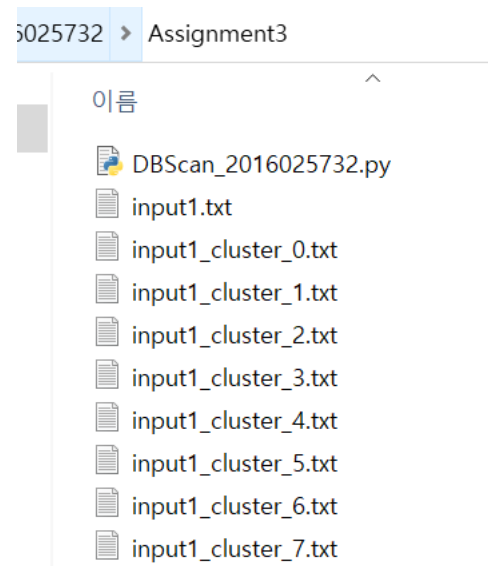 6025732 > Assignment3
이름
DBScan_2016025732.py
input1.txt
input1_cluster_0.txt
input1_cluster_1.txt
input1_cluster_2.txt
input1_cluster_3.txt
input1_cluster_4.txt
input1_cluster_5.txt
input1_cluster_6.txt
input1_cluster_7.txt